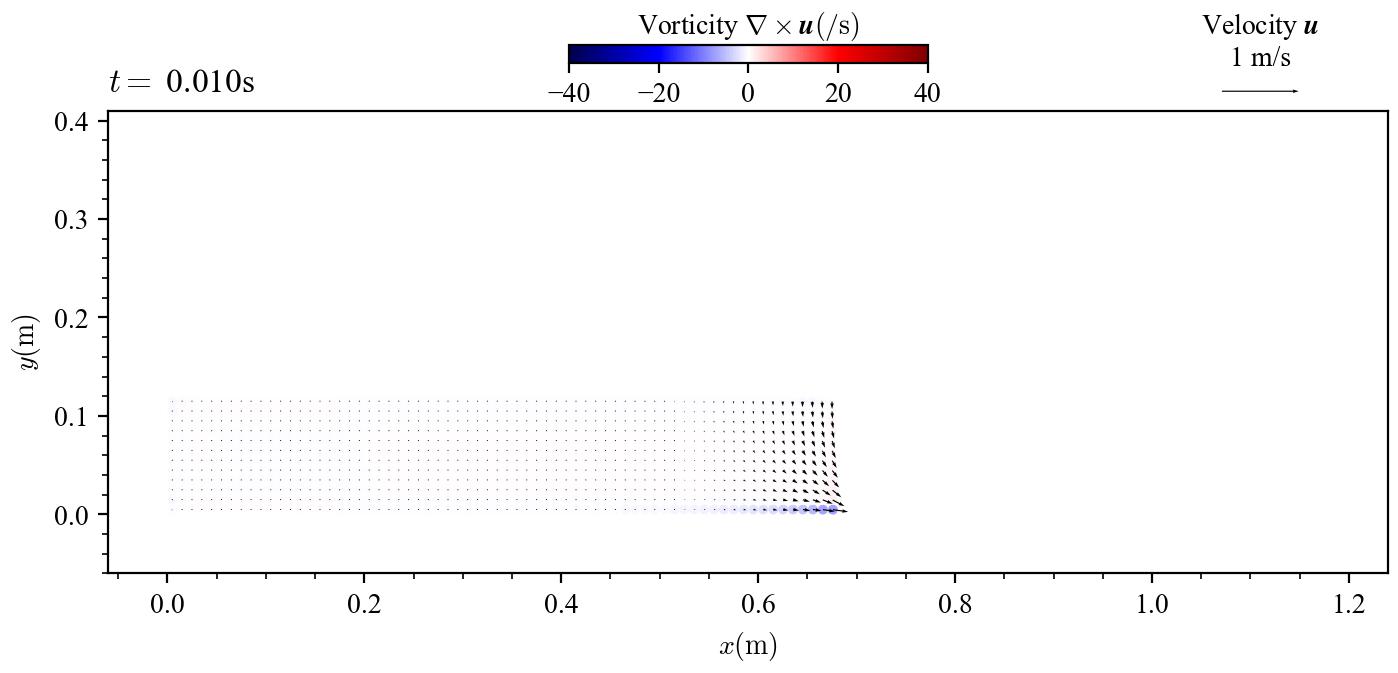 Vorticity ∇ × u(/s)
Velocity u
1 m/s
t = 0.010s
−40 −20 0 20 40
0.4
0.3
0.2
0.1
0.0
y(m)
0.0 0.2 0.4 0.6 0.8 1.0 1.2
x(m)